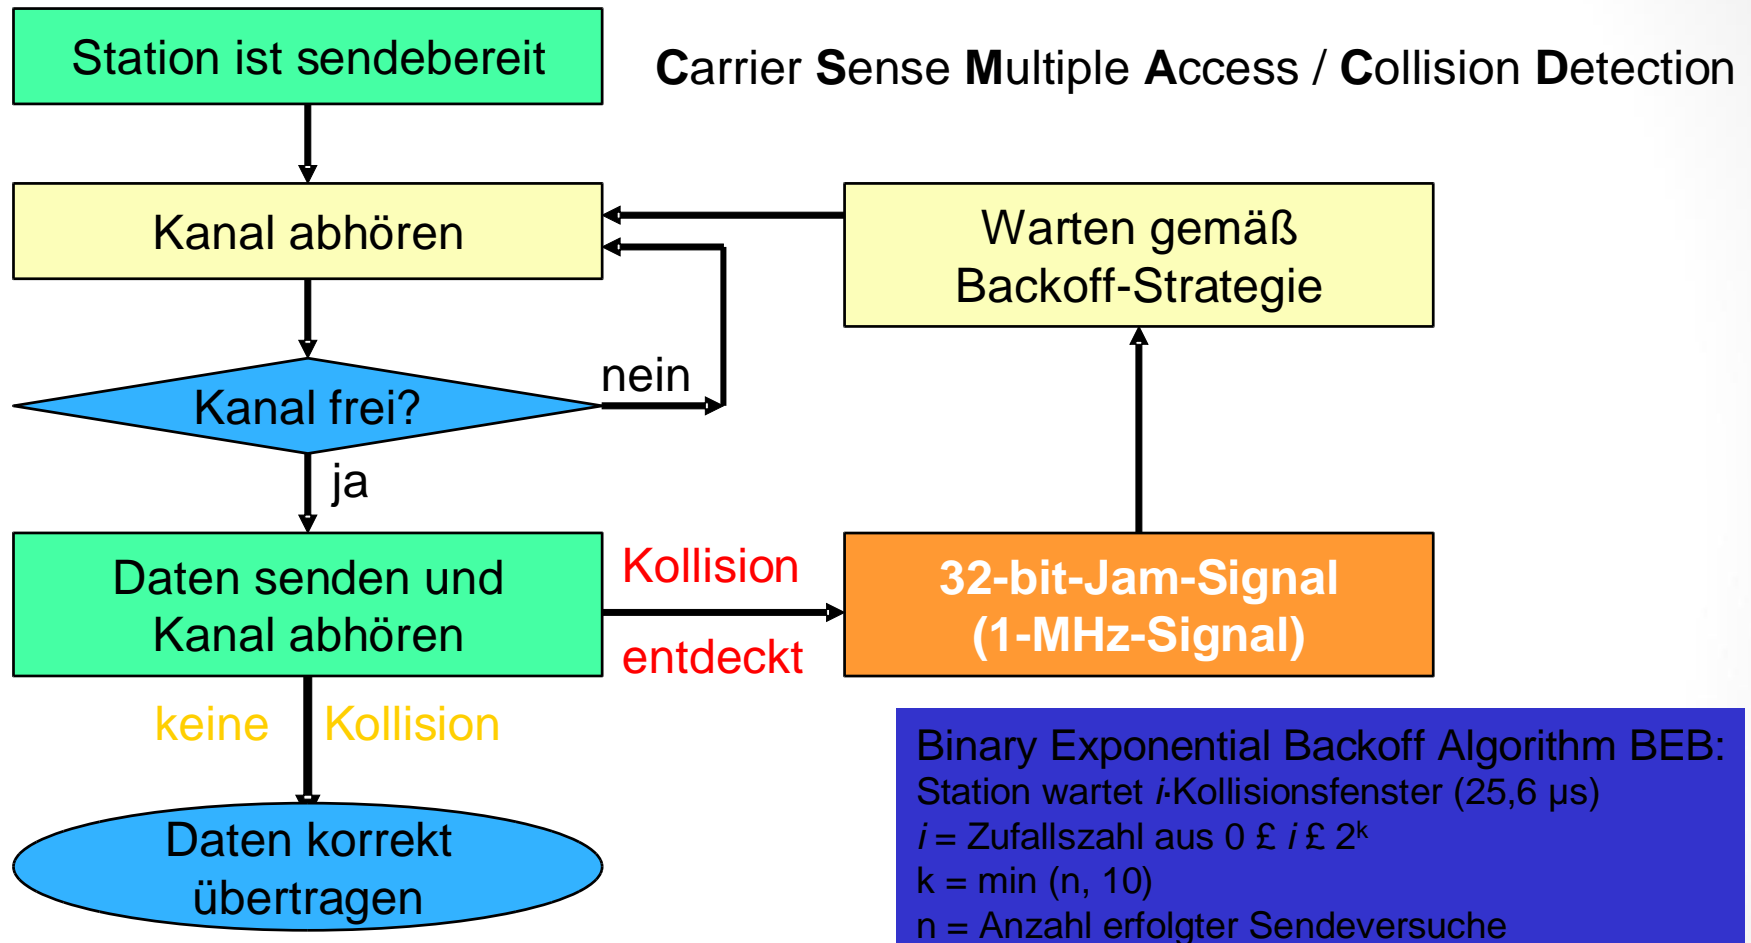 Station ist sendebereit
Carrier Sense Multiple Access / Collision Detection
Kanal abhören
Warten gemäß
Backoff-Strategie
nein
Kanal frei?
ja
Daten senden und
Kanal abhören
Kollision
entdeckt
32-bit-Jam-Signal
(1-MHz-Signal)
keine Kollision
Daten korrekt
übertragen
Binary Exponential Backoff Algorithm BEB:
Station wartet i·Kollisionsfenster (25,6 µs)
i = Zufallszahl aus 0 £ i £ 2ᵏ
k = min (n, 10)
n = Anzahl erfolgter Sendeversuche